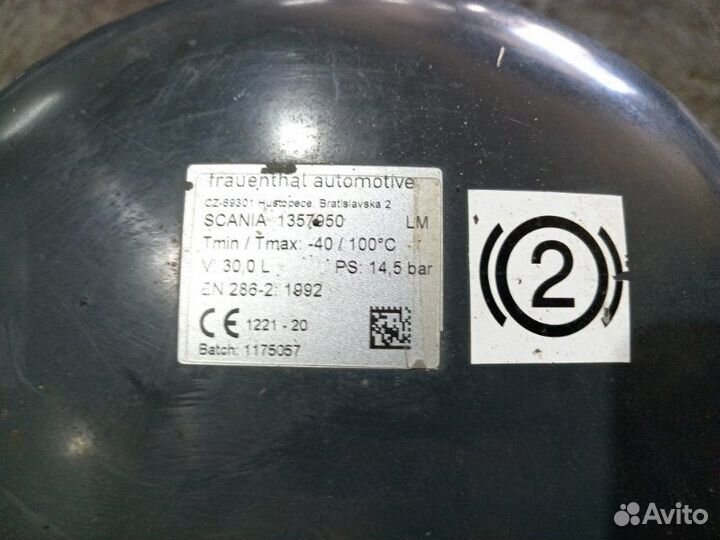 frauenthal automotive
CZ-69301 Hustopece, Bratislavska 2
SCANIA 1357950 LM
Tmin / Tmax: -40 / 100°C
V: 30,0 L PS: 14,5 bar
EN 286-2: 1992
CE 1221 - 20
Batch: 1175057
2
Avito